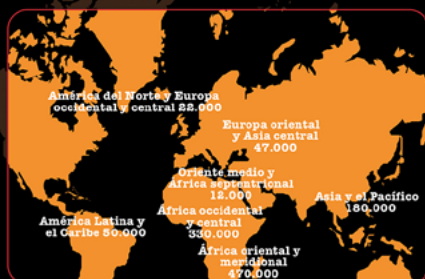 América del Norte y Europa
occidental y central 22.000
Europa oriental
y Asia central
47.000
Oriente medio y
África septentrional
12.000
Asia y el Pacífico
180.000
África occidental
y central
330.000
América Latina y
el Caribe 50.000
África oriental y
meridional
470.000